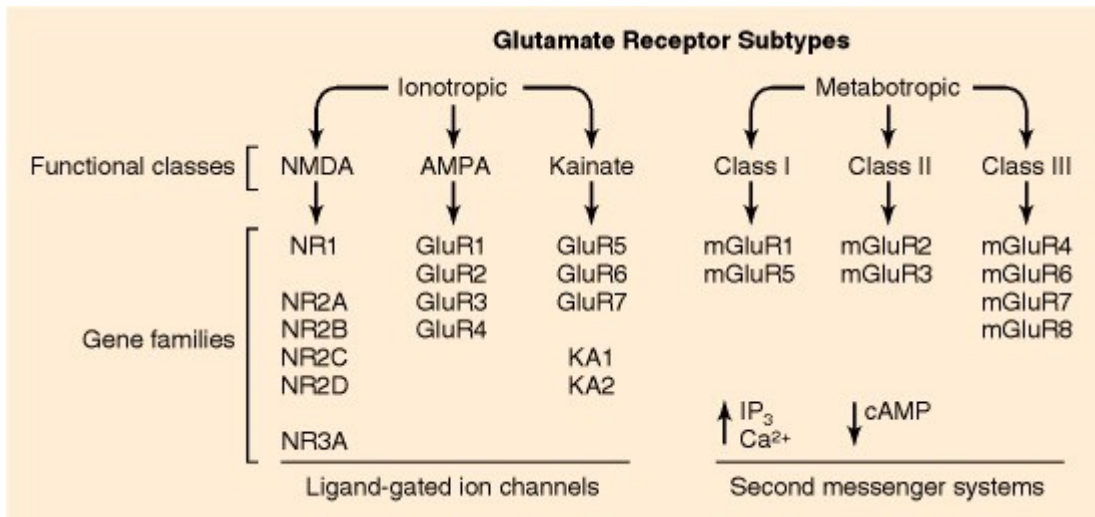 Glutamate Receptor Subtypes
Ionotropic Metabotropic
Functional classes NMDA AMPA Kainate Class I Class II Class III
Gene families
NR1 GluR1 GluR5 mGluR1 mGluR2 mGluR4
GluR2 GluR6 mGluR5 mGluR3 mGluR6
NR2A GluR3 GluR7 mGluR7
NR2B GluR4 mGluR8
NR2C KA1
NR2D KA2
IP₃ cAMP
Ca²⁺
NR3A
Ligand-gated ion channels Second messenger systems